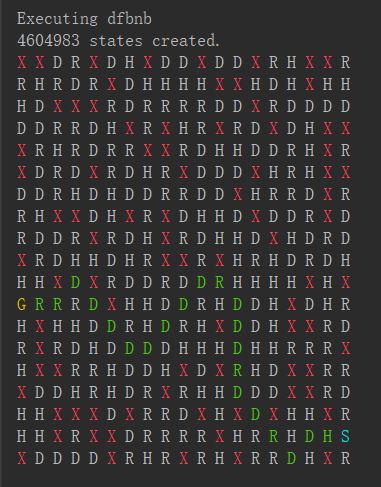 Executing dfbnb
4604983 states created.
X X D R X D H X D D X D D X R H X X R
R H R D R X D H H H H X X H D H X H H
H D X X X R D R R R R D X R D D D D
D D R R D H X R X H R X R D X D H X X
X R H R D R R X X R D R R H D D R H X R
X D R D X R D H R X D D D X H R H X X
D D R H D H D D R R D D X H R R D X R
R H X X D H X R X D H H D X D D R X D
R D D R X R D H X R D H H D X H D R D
X R D H H D H R X X R X H R H R D H D
H H X D X R D D R D D R H H H H X H X
G R R R D X H H D D R H D D H X D H R
H X H H D D R H D R H D D H X X R D
R X R D H D D D D H H H D H H R R R X
H X X R R H D D H X D X R H D X X R R
X D D H R H D R X R H H D D D X X R D
H H X X X D X R R D X H X D X H H X R
H H X R X X D R R R R X H R R H D H S
X D D D D X R H R X R H X R R D H X R